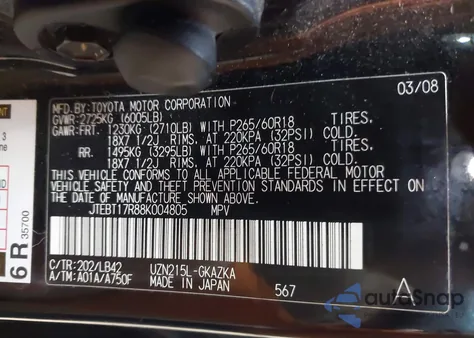 03/08
MFD.BY:TOYOTA MOTOR CORPORATION
GVWR:2725KG (6005LB)
GAWR:FRT. 1230KG (2710LB) WITH P265/60R18 TIRES,
18X7 1/2J RIMS, AT 220KPA (32PSI) COLD.
RR. 1495KG (3295LB) WITH P265/60R18 TIRES,
18X7 1/2J RIMS, AT 220KPA (32PSI) COLD.
THIS VEHICLE CONFORMS TO ALL APPLICABLE FEDERAL MOTOR
VEHICLE SAFETY AND THEFT PREVENTION STANDARDS IN EFFECT ON
THE DATE OF MANUFACTURE SHOWN ABOVE.
JTEBT17R88K004805 MPV
C/TR:202/LB42 UZN215L-GKAZKA
A/TM:A01A/A750F
MADE IN JAPAN 567
3
6R 35700
autoSnap